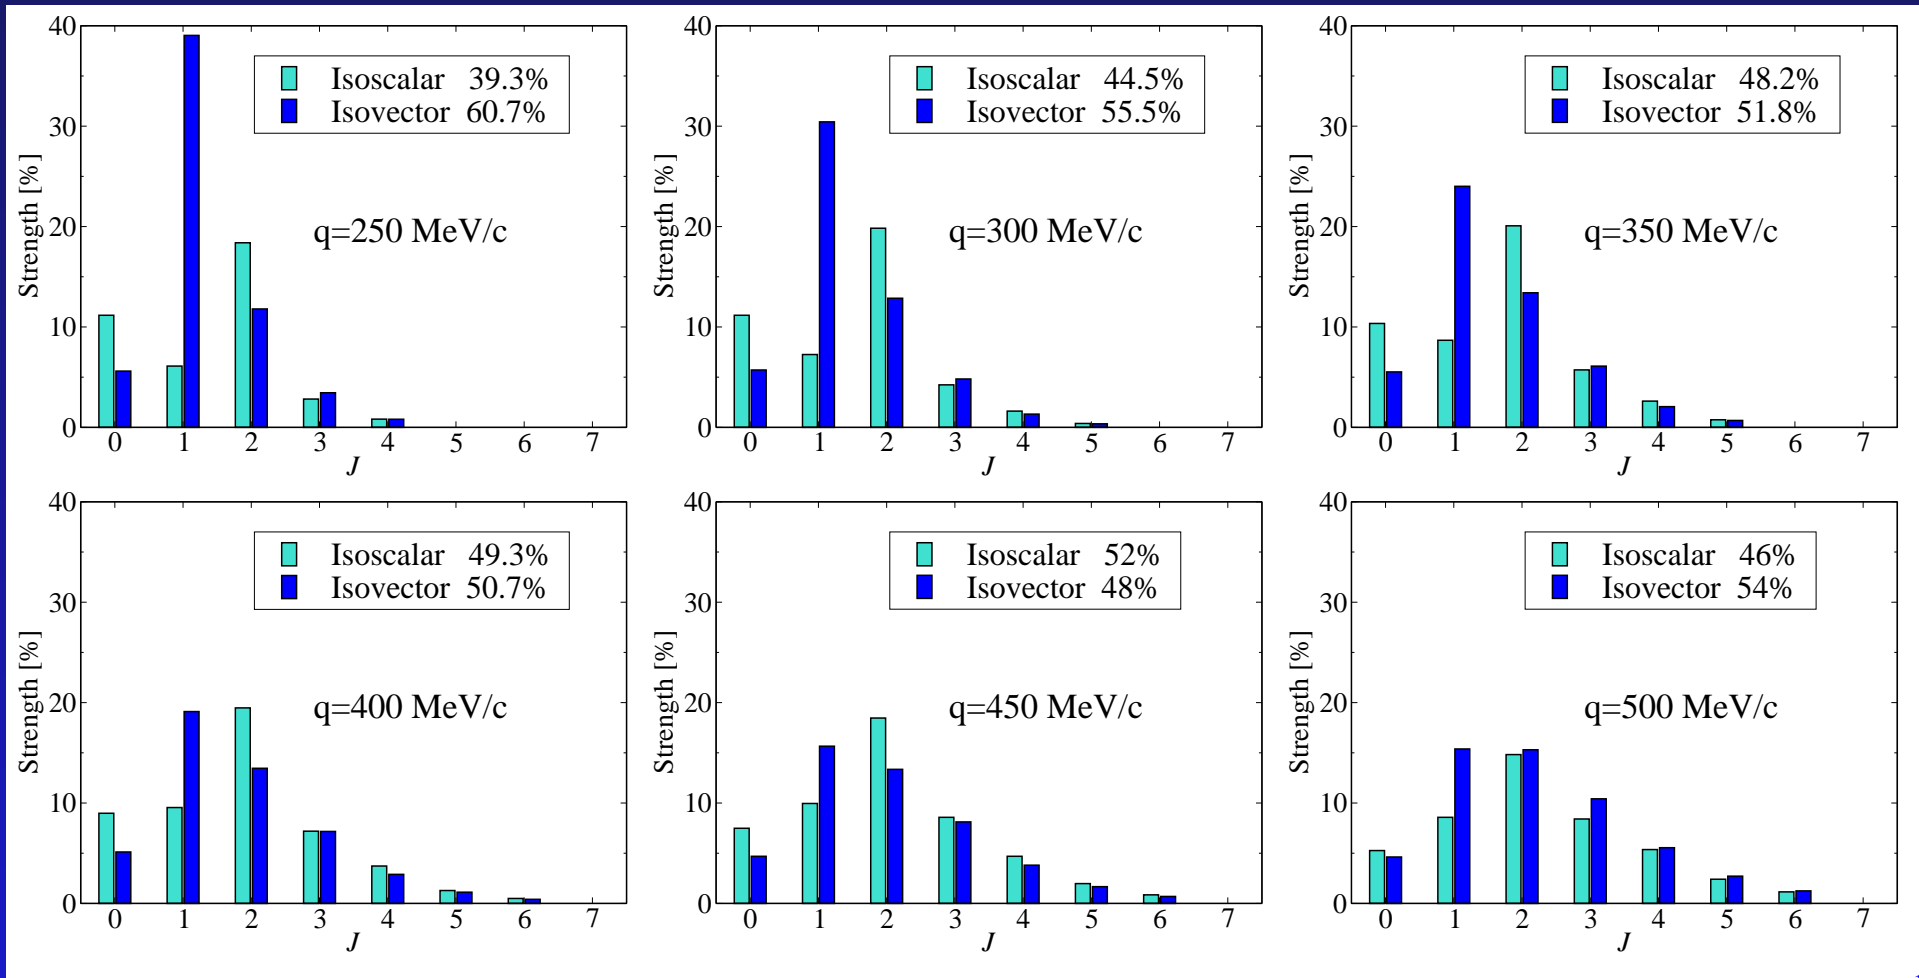 40
30
20
10
0
Strength [%]
Isoscalar 39.3%
Isovector 60.7%
q=250 MeV/c
0 1 2 3 4 5 6 7
J
40
30
20
10
0
Strength [%]
Isoscalar 44.5%
Isovector 55.5%
q=300 MeV/c
0 1 2 3 4 5 6 7
J
40
30
20
10
0
Strength [%]
Isoscalar 48.2%
Isovector 51.8%
q=350 MeV/c
0 1 2 3 4 5 6 7
J
40
30
20
10
0
Strength [%]
Isoscalar 49.3%
Isovector 50.7%
q=400 MeV/c
0 1 2 3 4 5 6 7
J
40
30
20
10
0
Strength [%]
Isoscalar 52%
Isovector 48%
q=450 MeV/c
0 1 2 3 4 5 6 7
J
40
30
20
10
0
Strength [%]
Isoscalar 46%
Isovector 54%
q=500 MeV/c
0 1 2 3 4 5 6 7
J